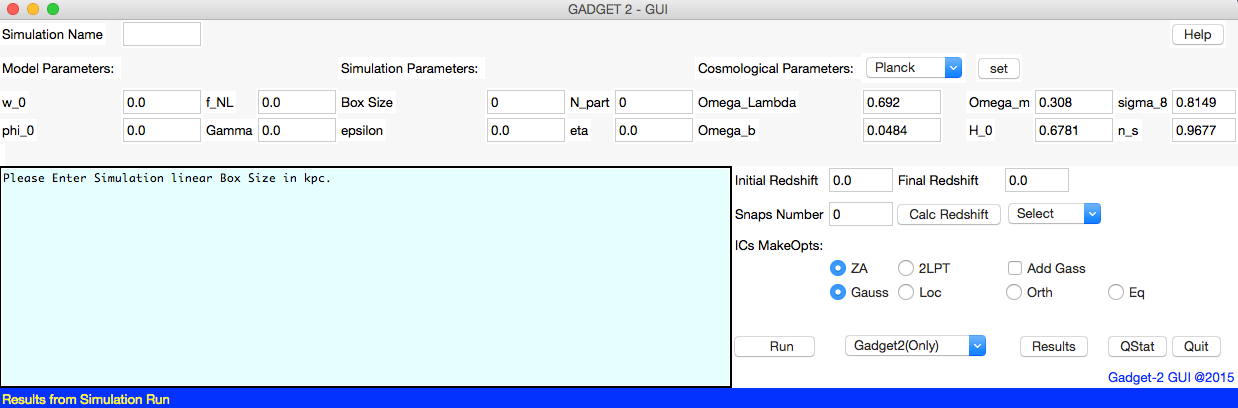 GADGET 2 - GUI
Simulation Name Help
Model Parameters: Simulation Parameters: Cosmological Parameters: Planck set
w_0 0.0 f_NL 0.0 Box Size 0 N_part 0 Omega_Lambda 0.692 Omega_m 0.308 sigma_8 0.8149
phi_0 0.0 Gamma 0.0 epsilon 0.0 eta 0.0 Omega_b 0.0484 H_0 0.6781 n_s 0.9677
Please Enter Simulation linear Box Size in kpc.
Initial Redshift 0.0 Final Redshift 0.0
Snaps Number 0 Calc Redshift Select
ICs MakeOpts:
ZA 2LPT Add Gass
Gauss Loc Orth Eq
Run Gadget2(Only) Results QStat Quit
Gadget-2 GUI @2015
Results from Simulation Run